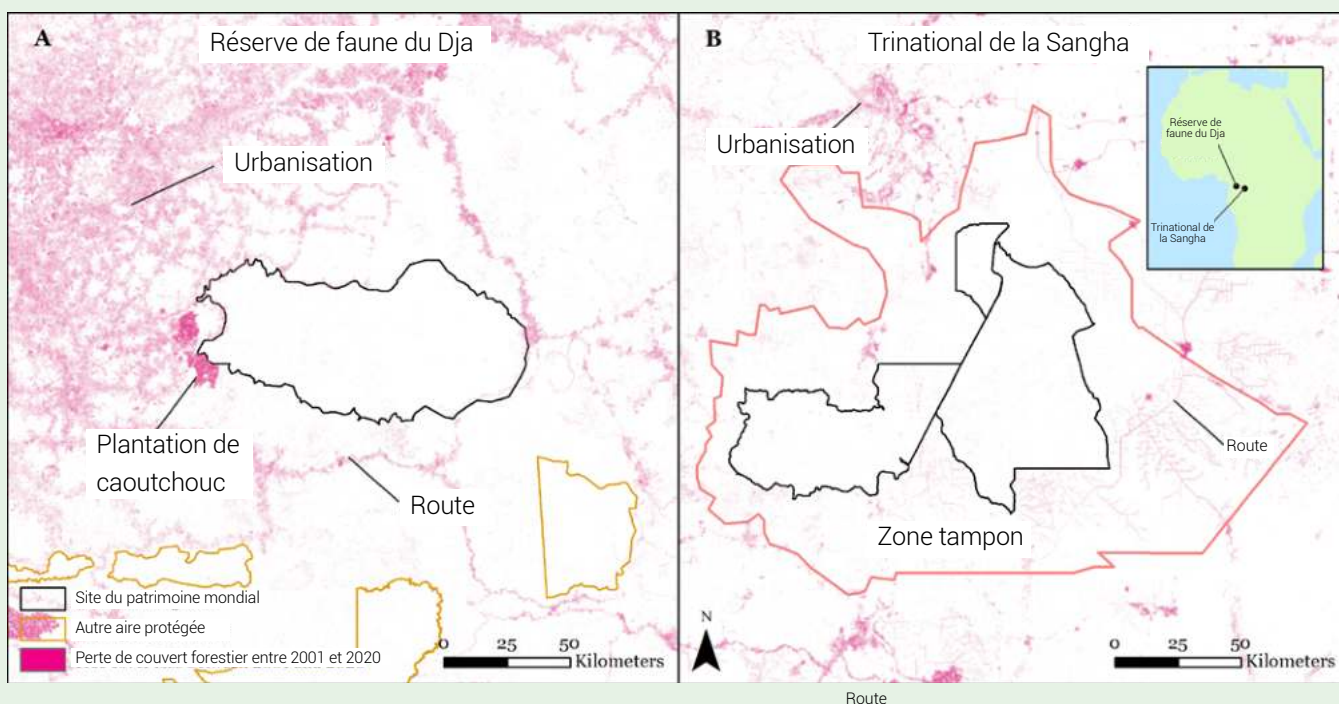 A
Réserve de faune du Dja
Urbanisation
Plantation de
caoutchouc
Route
Site du patrimoine mondial
Autre aire protégée
Perte de couvert forestier entre 2001 et 2020
0 25 50
Kilometers
B
Trinational de la Sangha
Urbanisation
Réserve de
faune du Dja
Trinational de
la Sangha
Route
Zone tampon
N
0 25 50
Kilometers
Route